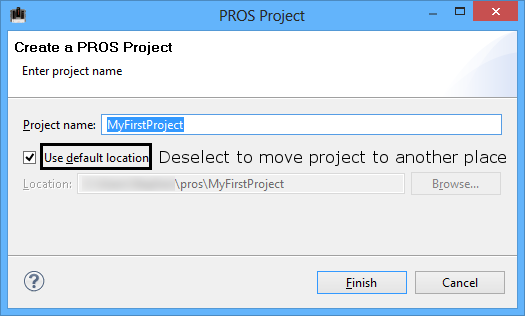 PROS Project
Create a PROS Project
Enter project name
Project name: MyFirstProject
Use default location Deselect to move project to another place
Location: \pros\MyFirstProject Browse...
? Finish Cancel